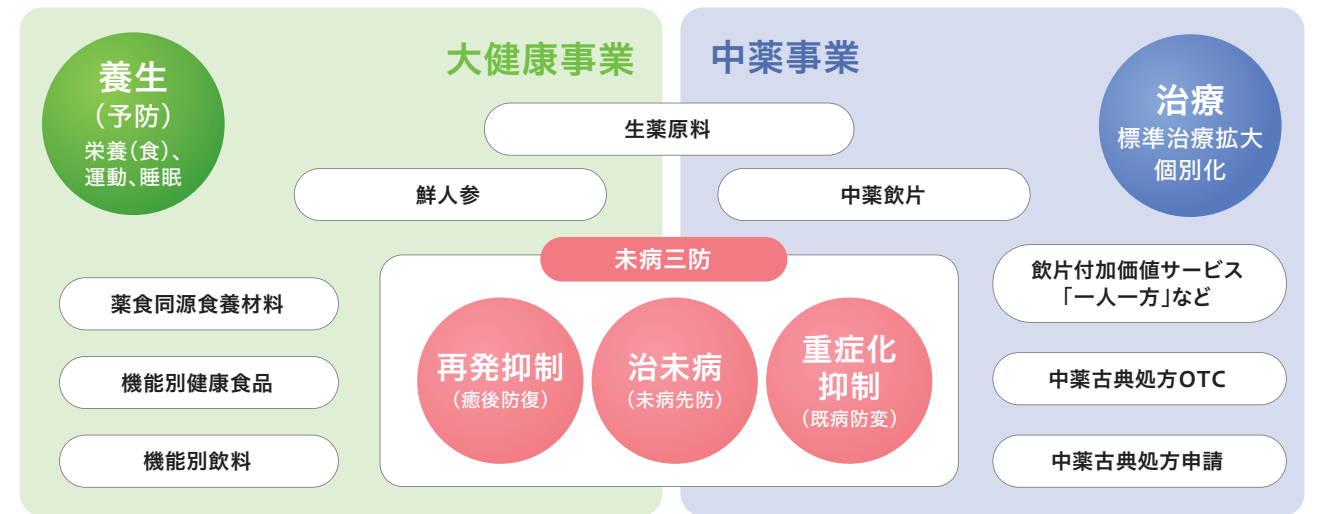 大健康事業
中薬事業
養生
（予防）
栄養（食）、
運動、睡眠
治療
標準治療拡大
個別化
生薬原料
鮮人参
中薬飲片
未病三防
再発抑制
（癒後防復）
治未病
（未病先防）
重症化
抑制
（既病防変）
薬食同源食養材料
機能別健康食品
機能別飲料
飲片付加価値サービス
「一人一方」など
中薬古典処方OTC
中薬古典処方申請